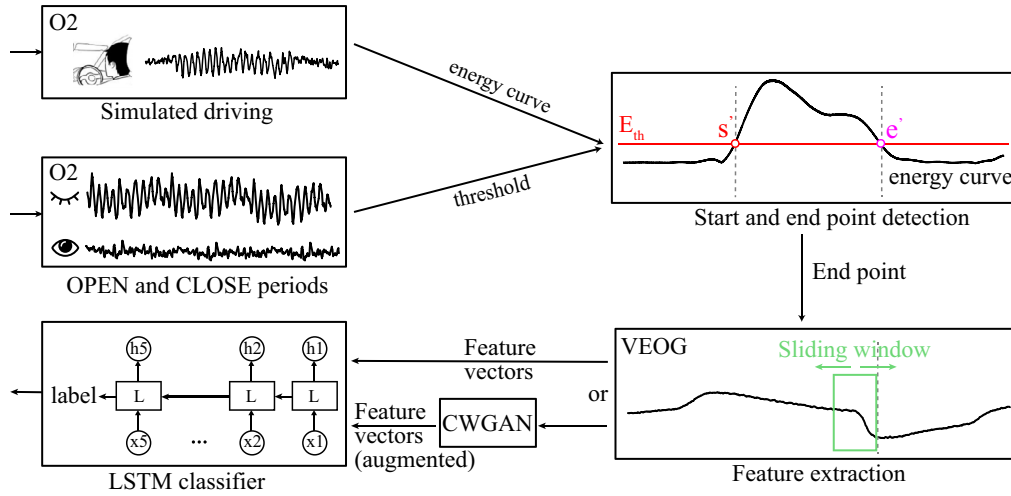 O2
Simulated driving
energy curve
O2
OPEN and CLOSE periods
threshold
E_th
s'
e'
energy curve
Start and end point detection
End point
VEOG
Sliding window
Feature extraction
or
Feature
vectors
CWGAN
Feature
vectors
(augmented)
h5 h2 h1
label L L L
x5 ... x2 x1
LSTM classifier